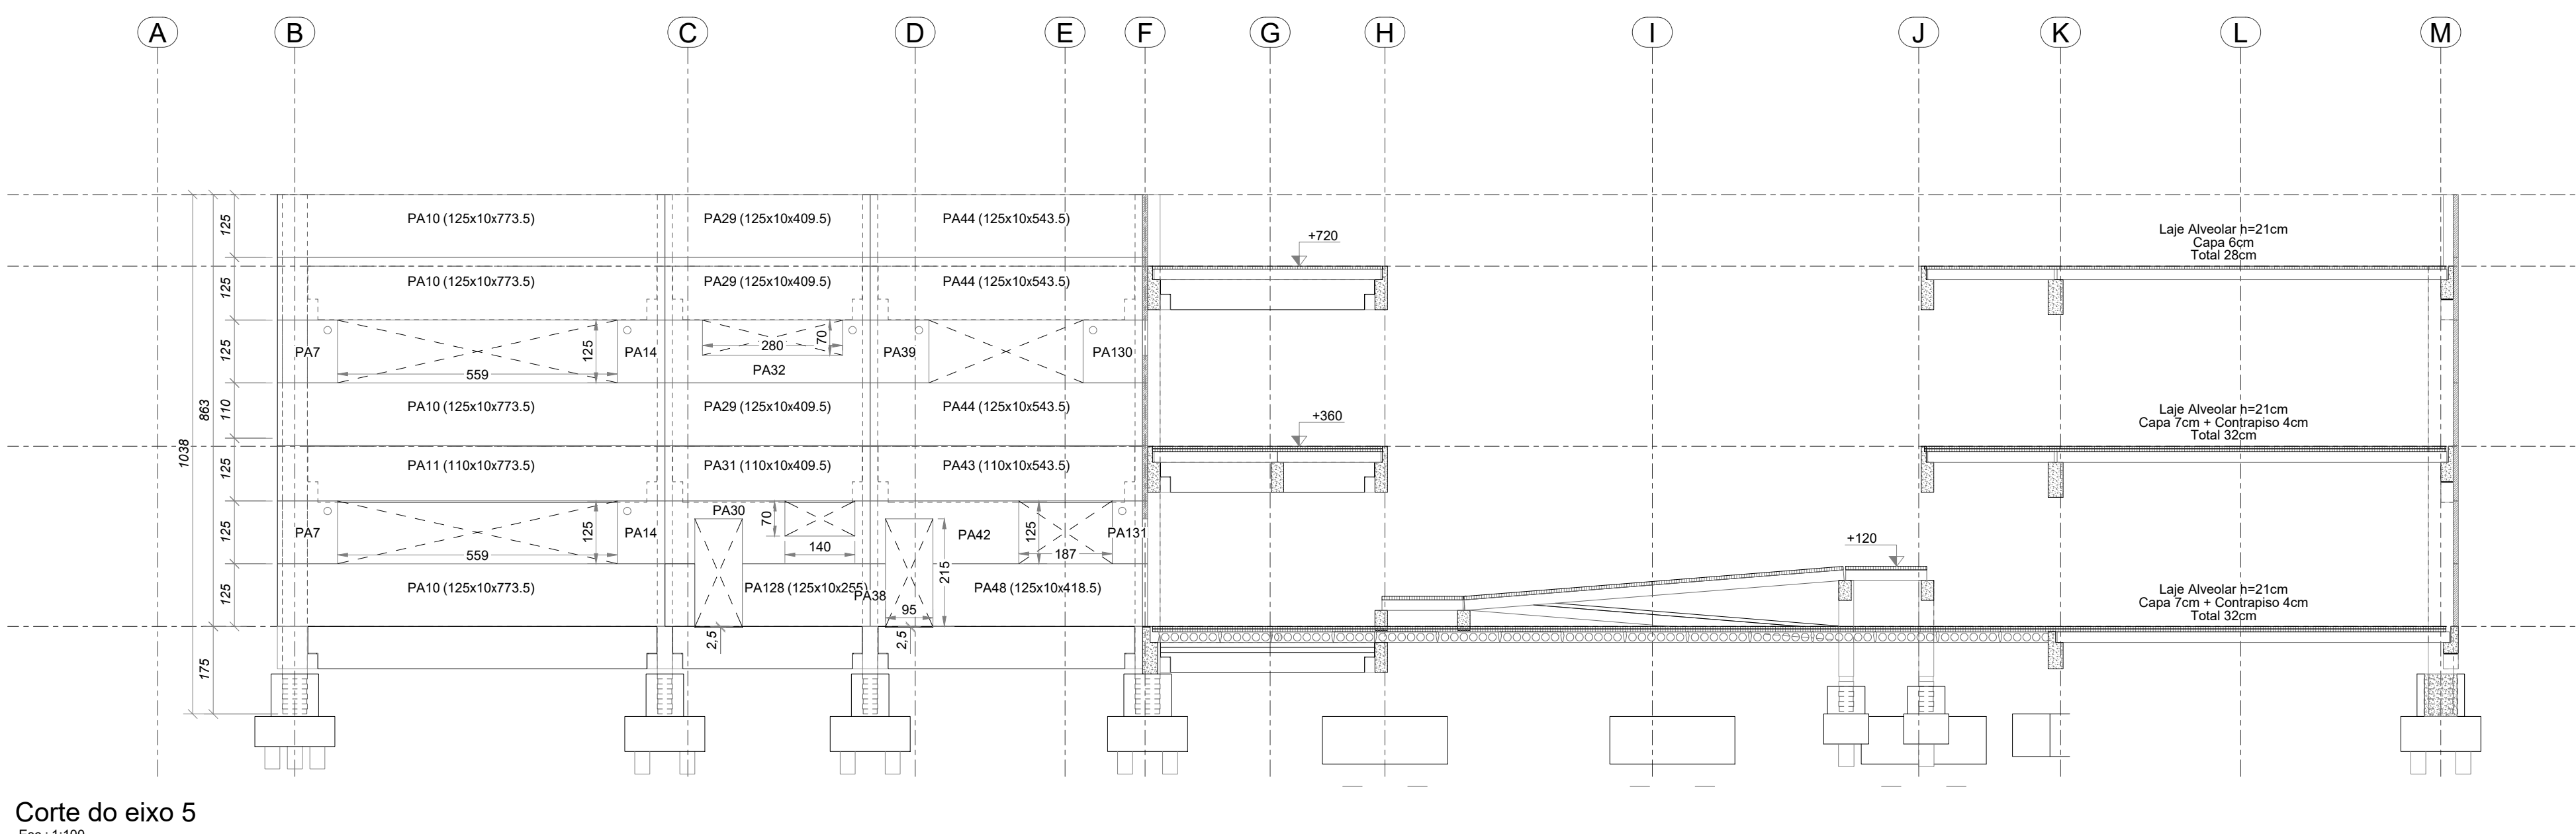 A B C D E F G H I J K L M
125 PA10 (125x10x773.5) PA29 (125x10x409.5) PA44 (125x10x543.5)
Laje Alveolar h=21cm
Capa 6cm
Total 28cm
+720
125 PA10 (125x10x773.5) PA29 (125x10x409.5) PA44 (125x10x543.5)
125 PA7 559 125 PA14 280 70 PA32 PA39 PA130
863 110 PA10 (125x10x773.5) PA29 (125x10x409.5) PA44 (125x10x543.5)
+360
Laje Alveolar h=21cm
Capa 7cm + Contrapiso 4cm
Total 32cm
1038
125 PA11 (110x10x773.5) PA31 (110x10x409.5) PA43 (110x10x543.5)
125 PA7 559 125 PA14 PA30 70 140 PA42 125 187 PA131
+120
125 PA10 (125x10x773.5) PA128 (125x10x255) PA38 95 215 PA48 (125x10x418.5)
Laje Alveolar h=21cm
Capa 7cm + Contrapiso 4cm
Total 32cm
175 2,5 2,5
Corte do eixo 5